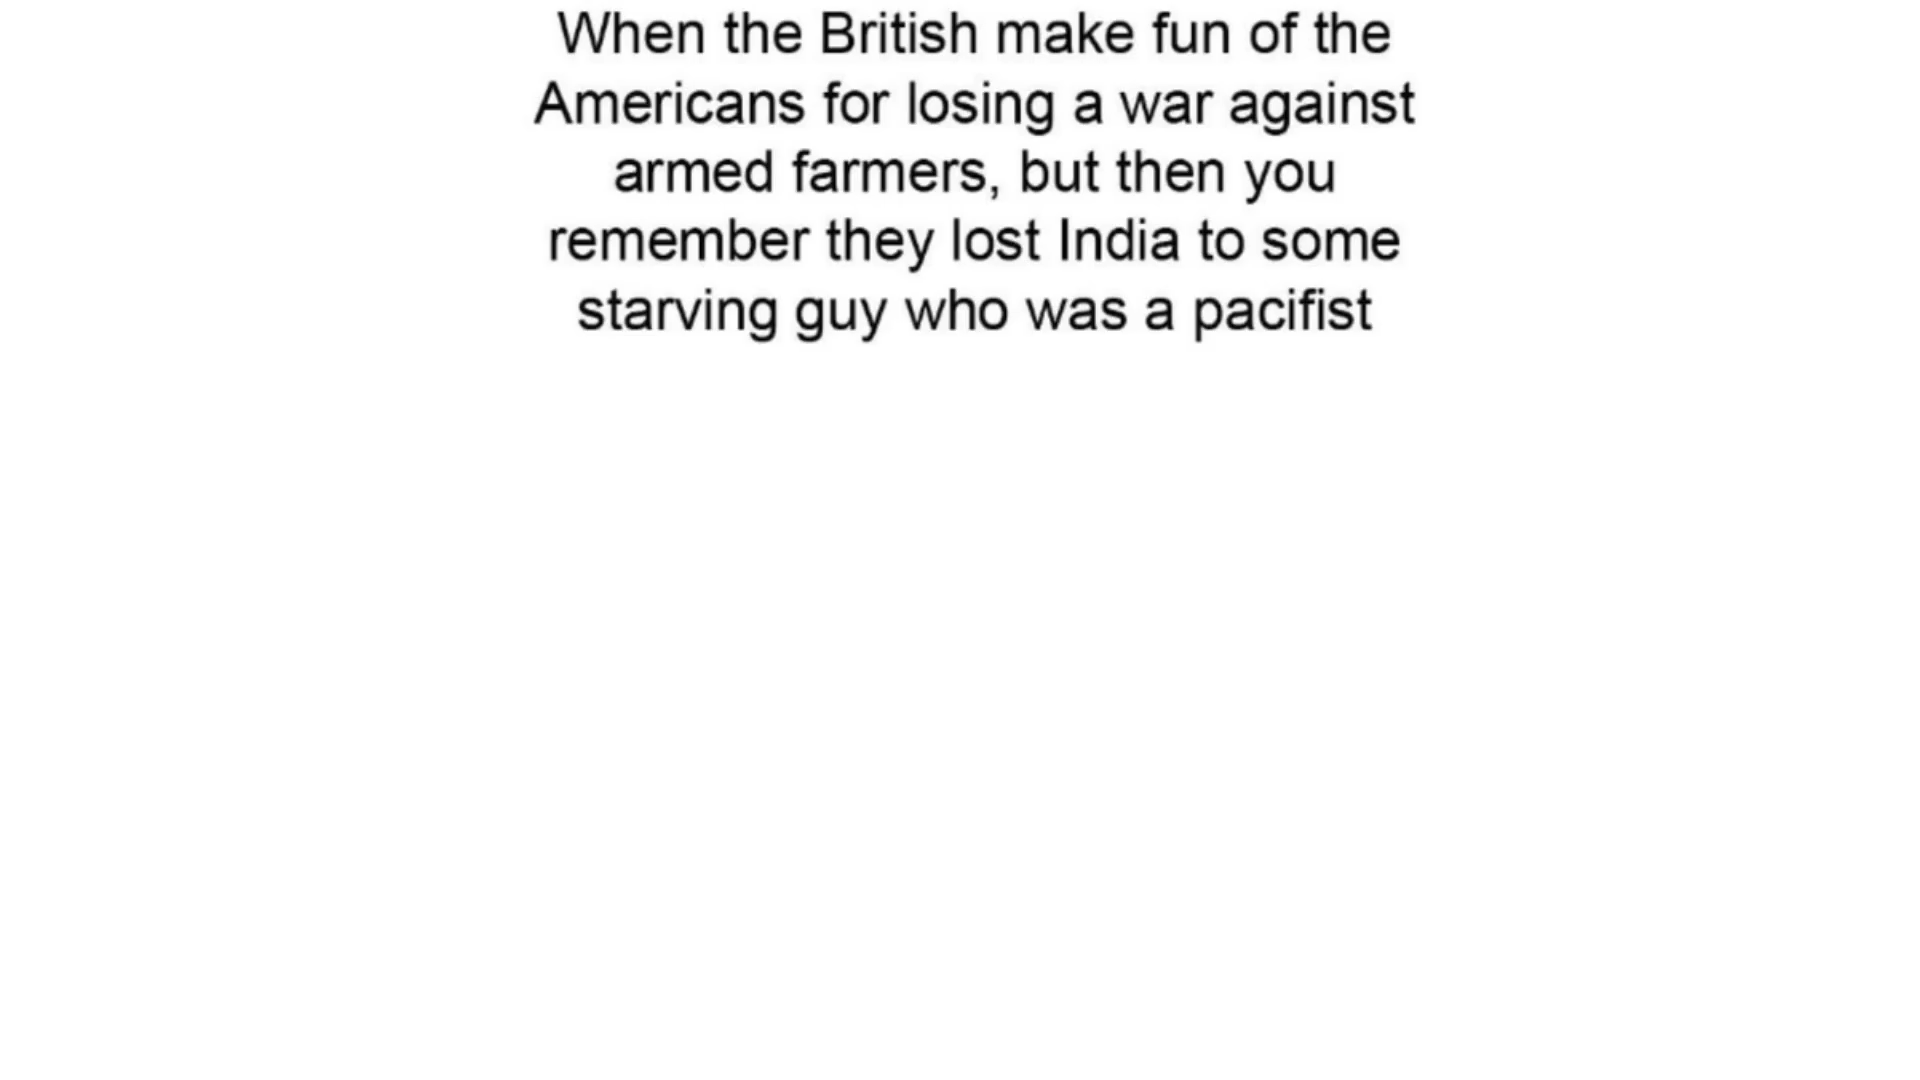 When the British make fun of the
Americans for losing a war against
armed farmers, but then you
remember they lost India to some
starving guy who was a pacifist